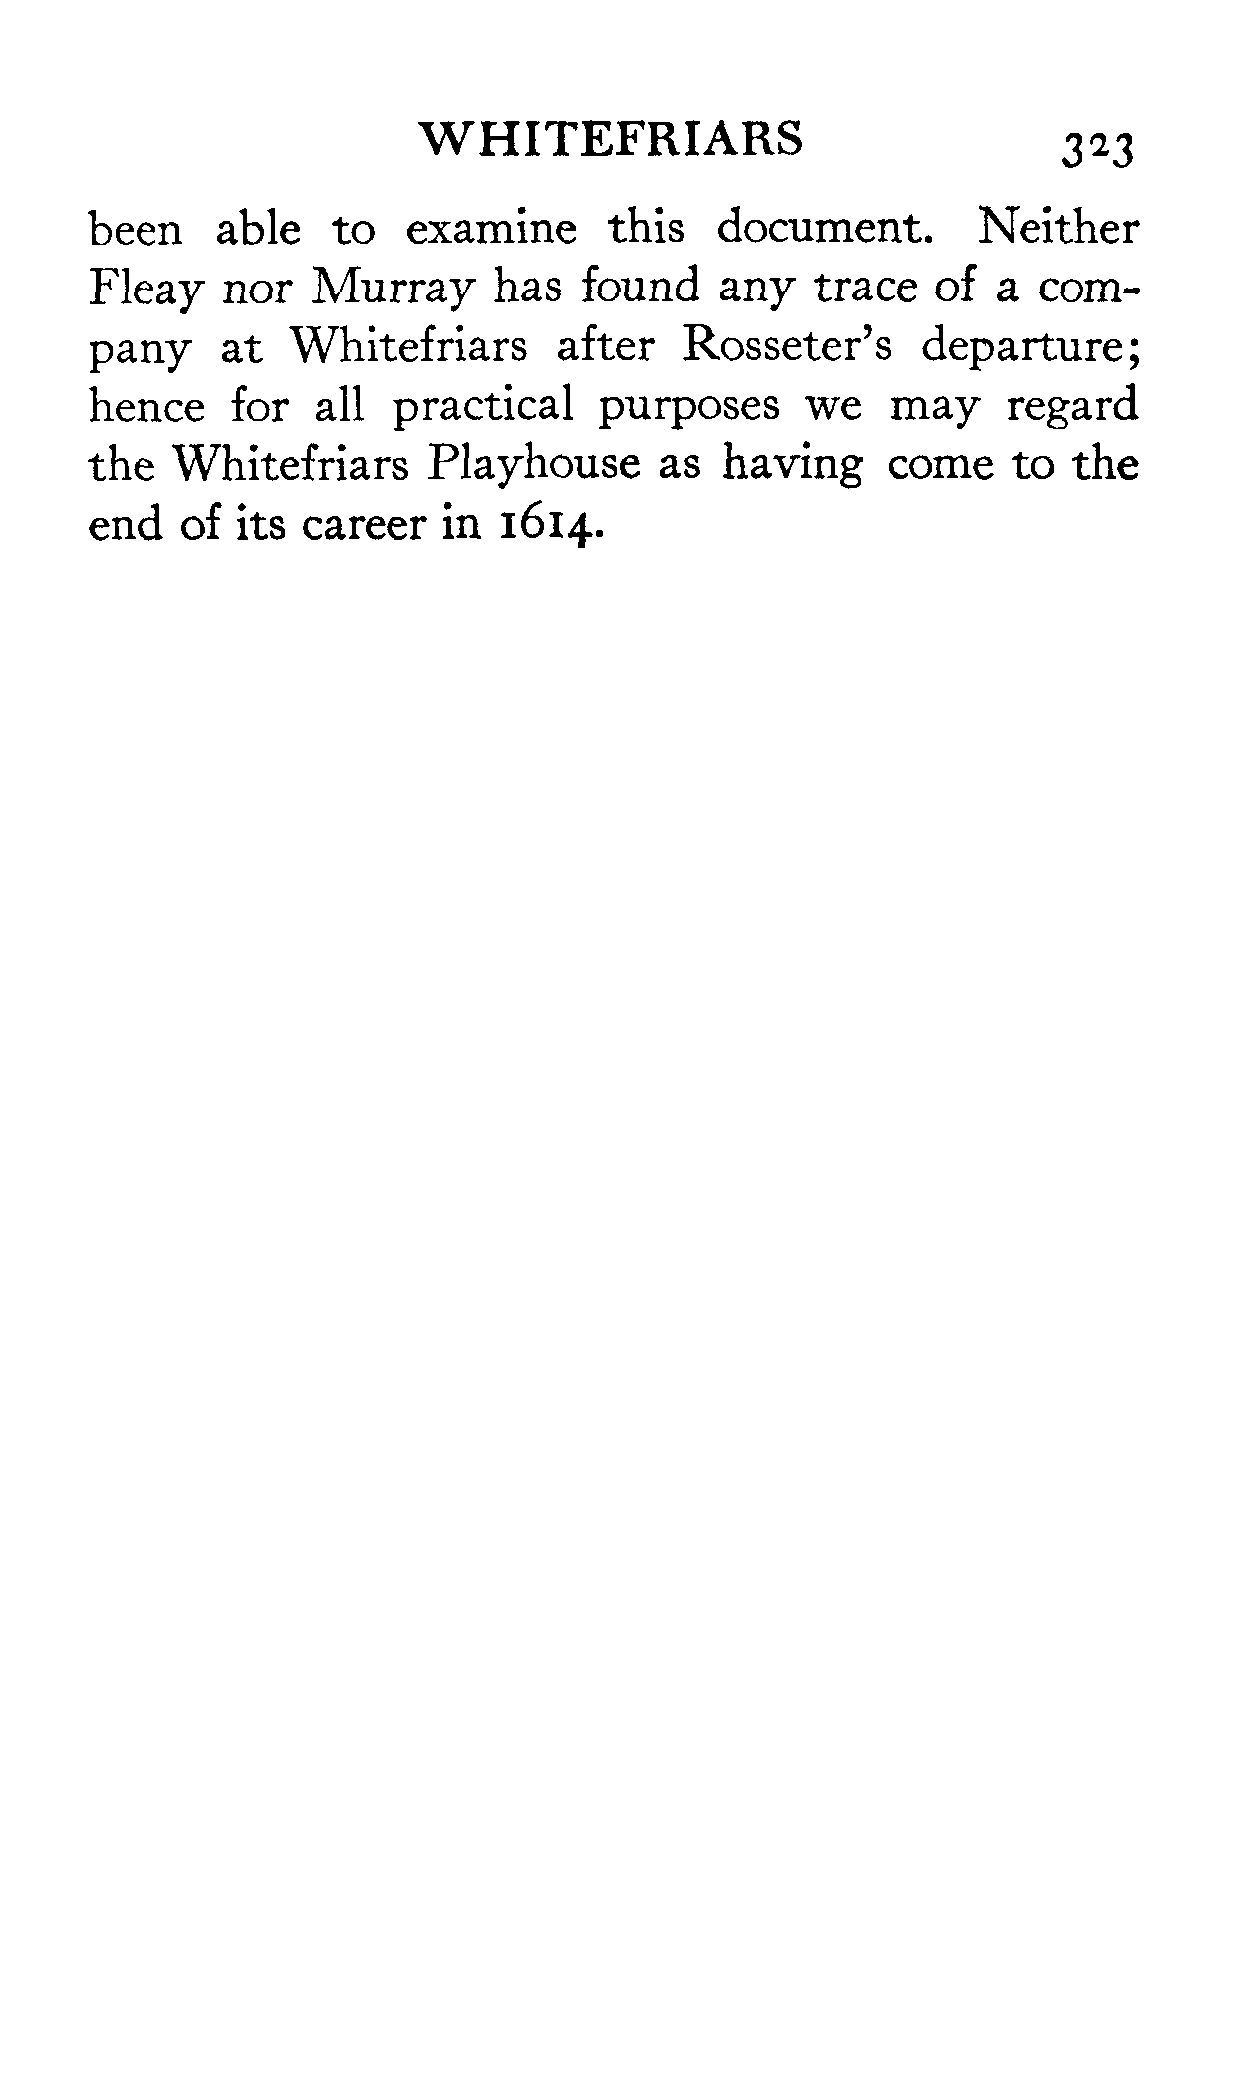 WHITEFRIARS 323
been able to examine this document. Neither
Fleay nor Murray has found any trace of a com-
pany at Whitefriars after Rosseter's departure;
hence for all practical purposes we may regard
the Whitefriars Playhouse as having come to the
end of its career in 1614.